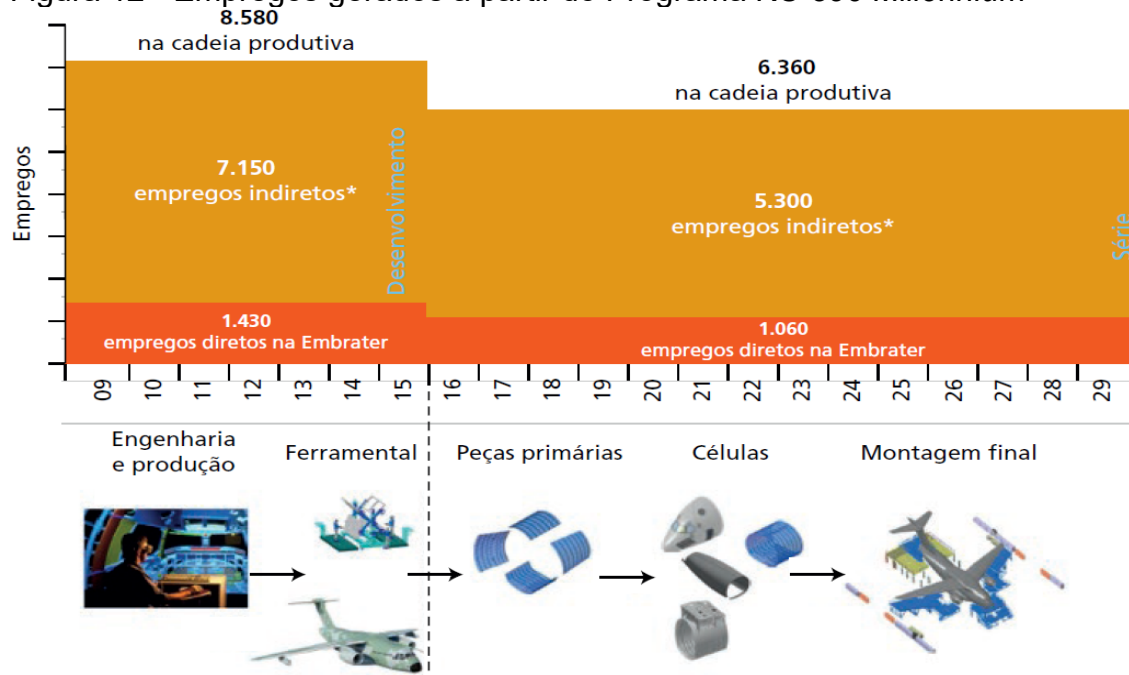 8.580
na cadeia produtiva
6.360
na cadeia produtiva
Empregos
7.150
empregos indiretos*
Desenvolvimento
5.300
empregos indiretos*
Série
1.430
empregos diretos na Embrater
1.060
empregos diretos na Embrater
09 10 11 12 13 14 15 16 17 18 19 20 21 22 23 24 25 26 27 28 29
Engenharia
e produção
Ferramental
Peças primárias
Células
Montagem final